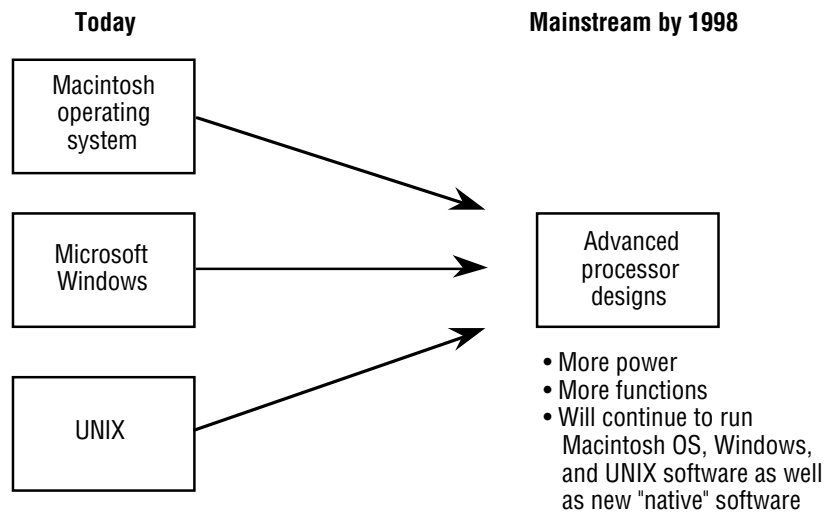 Today
Mainstream by 1998
Macintosh
operating
system
Microsoft
Windows
UNIX
Advanced
processor
designs
• More power
• More functions
• Will continue to run
Macintosh OS, Windows,
and UNIX software as well
as new "native" software